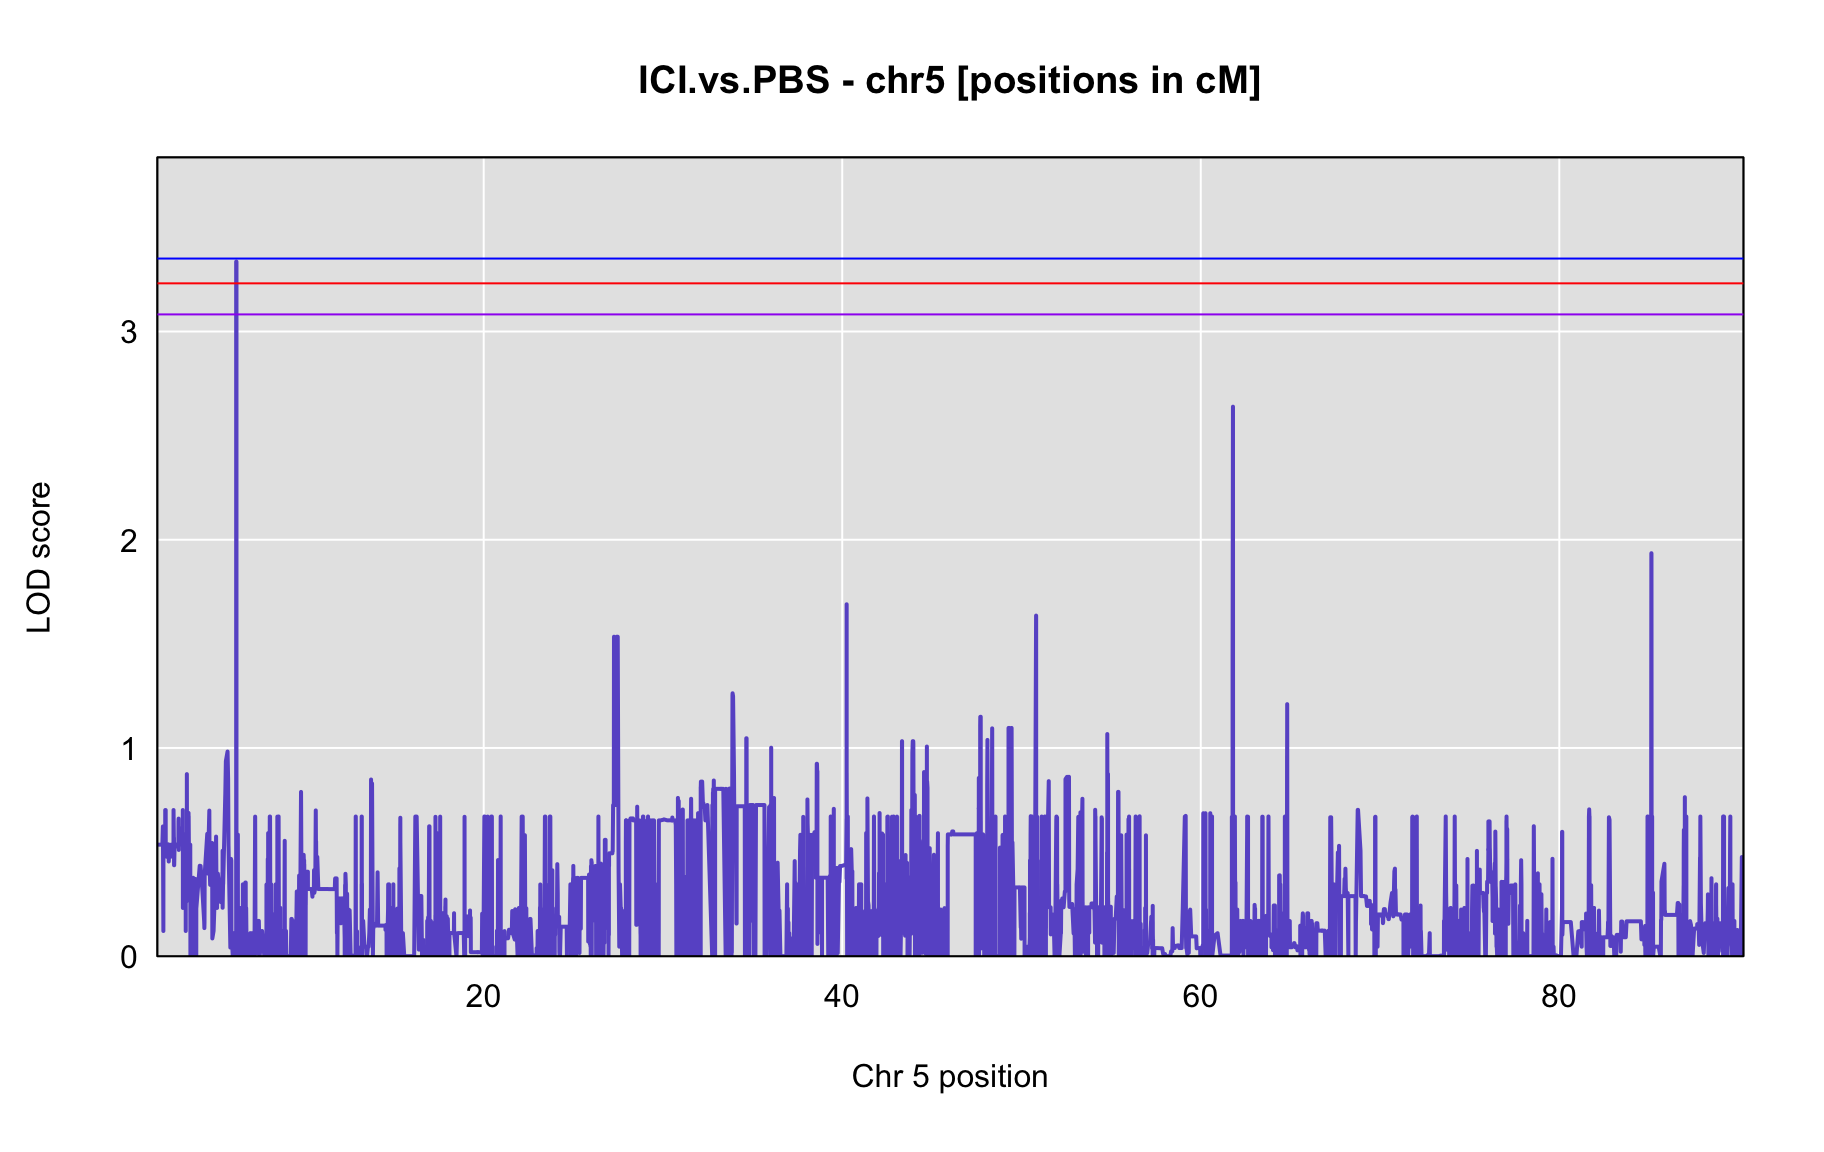 ICI.vs.PBS - chr5 [positions in cM]
3
2
1
0
LOD score
20 40 60 80
Chr 5 position